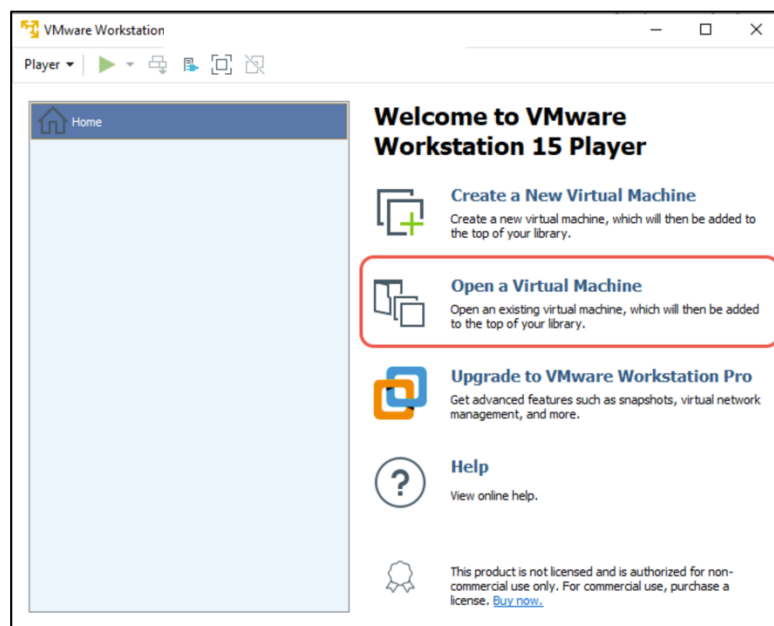 VMware Workstation
Player
Home
Welcome to VMware
Workstation 15 Player
Create a New Virtual Machine
Create a new virtual machine, which will then be added to
the top of your library.
Open a Virtual Machine
Open an existing virtual machine, which will then be added
to the top of your library.
Upgrade to VMware Workstation Pro
Get advanced features such as snapshots, virtual network
management, and more.
Help
View online help.
This product is not licensed and is authorized for non-
commercial use only. For commercial use, purchase a
license. Buy now.